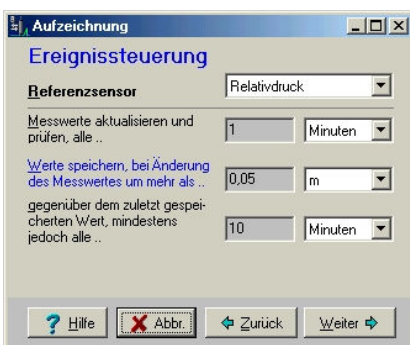 Aufzeichnung
Ereignissteuerung
Referenzsensor
Relativdruck
Messwerte aktualisieren und
prüfen, alle ..
1
Minuten
Werte speichern, bei Änderung
des Messwertes um mehr als ..
0,05
m
gegenüber dem zuletzt gespei-
cherten Wert, mindestens
jedoch alle ..
10
Minuten
? Hilfe
Abbr.
Zurück
Weiter